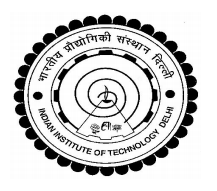 भारतीय प्रौद्योगिकी संस्थान दिल्ली
INDIAN INSTITUTE OF TECHNOLOGY DELHI